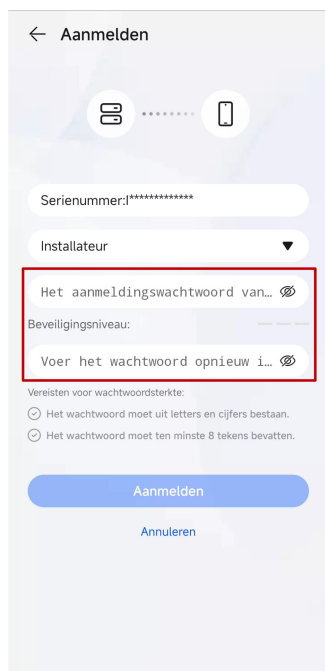 Aanmelden
Serienummer:I*************
Installateur
Het aanmeldingswachtwoord van...
Beveiligingsniveau:
Voer het wachtwoord opnieuw i...
Vereisten voor wachtwoordsterkte:
Het wachtwoord moet uit letters en cijfers bestaan.
Het wachtwoord moet ten minste 8 tekens bevatten.
Aanmelden
Annuleren